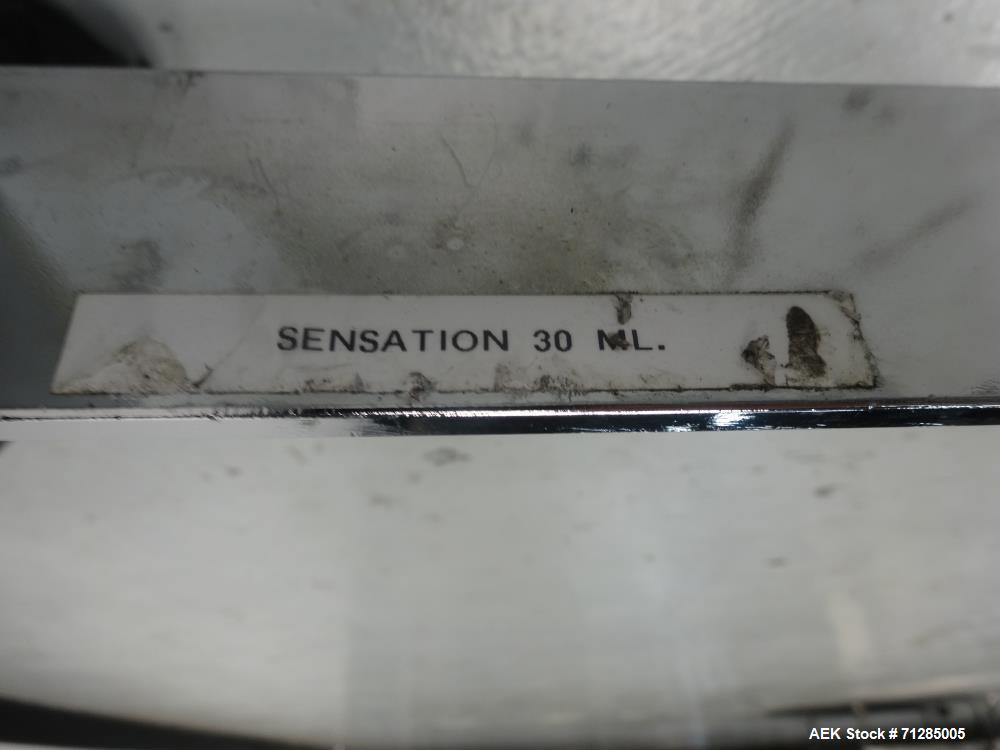 SENSATION 30 ML.
AEK Stock # 71285005